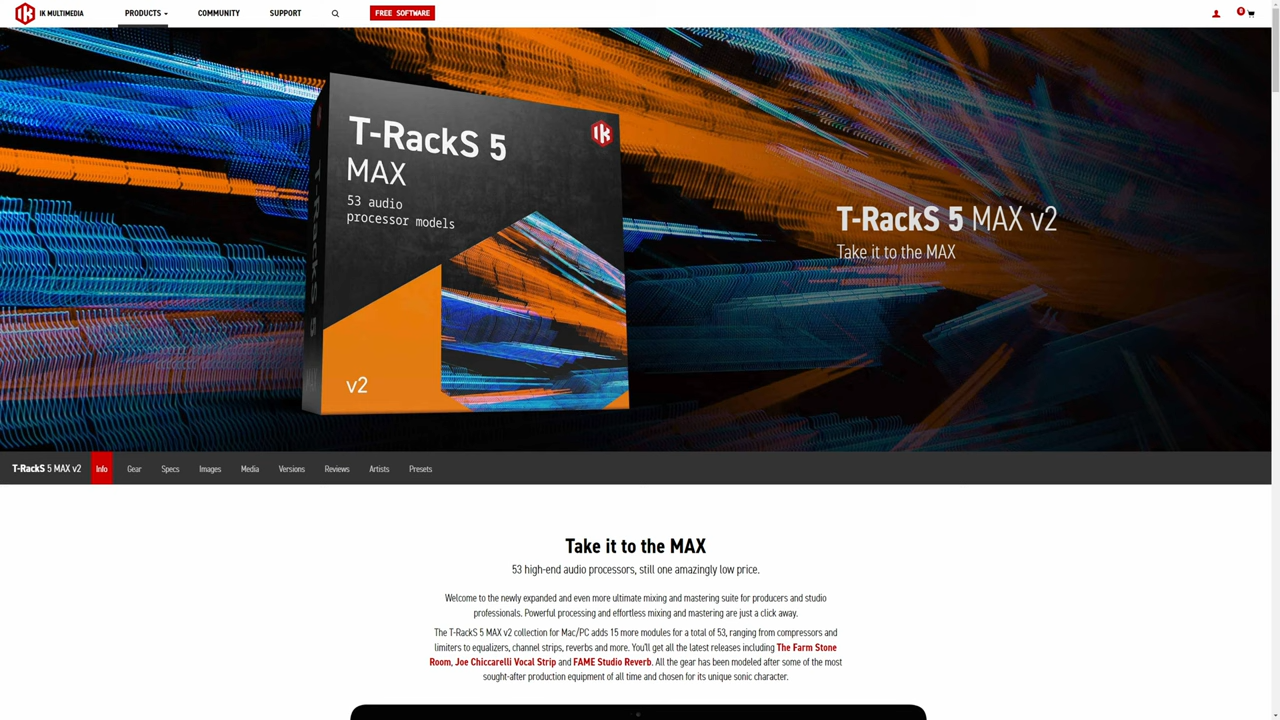 IK MULTIMEDIA
PRODUCTS
COMMUNITY
SUPPORT
FREE SOFTWARE
0
T-RackS 5
MAX
53 audio
processor models
v2
T-RackS 5
T-RackS 5 MAX v2
Take it to the MAX
T-RackS 5 MAX v2 Info Gear Specs Images Media Versions Reviews Artists Presets
Take it to the MAX
53 high-end audio processors, still one amazingly low price.
Welcome to the newly expanded and even more ultimate mixing and mastering suite for producers and studio
professionals. Powerful processing and effortless mixing and mastering are just a click away.
The T-RackS 5 MAX v2 collection for Mac/PC adds 15 more modules for a total of 53, ranging from compressors and
limiters to equalizers, channel strips, reverbs and more. You'll get all the latest releases including The Farm Stone
Room, Joe Chiccarelli Vocal Strip and FAME Studio Reverb. All the gear has been modeled after some of the most
sought-after production equipment of all time and chosen for its unique sonic character.